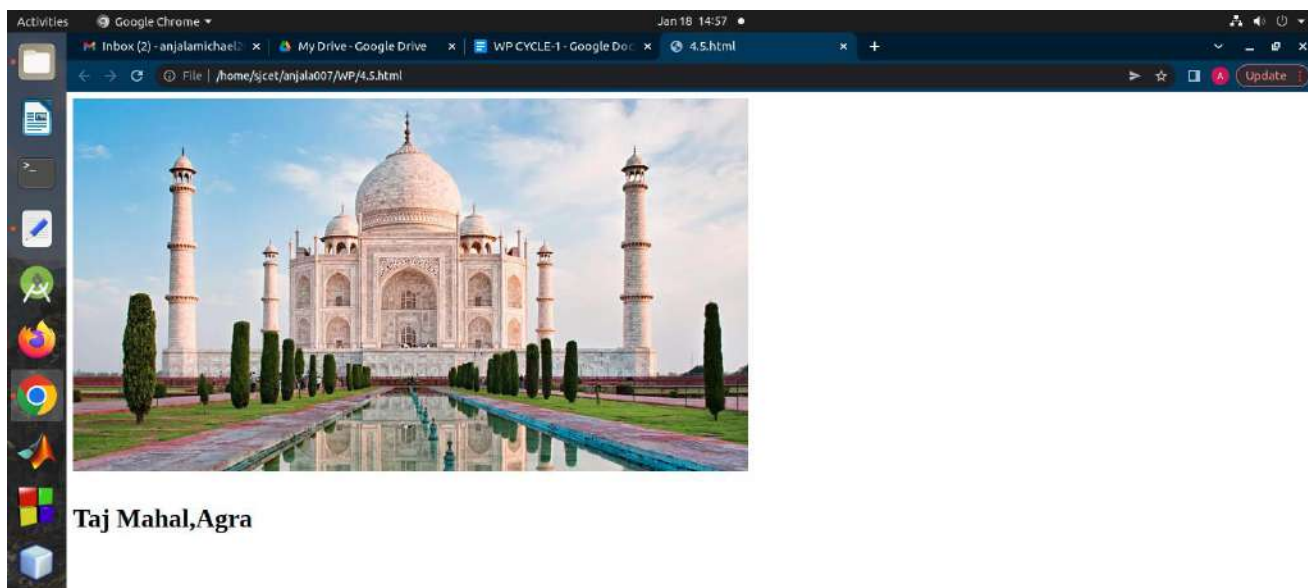 Activities Google Chrome Jan 18 14:57
Inbox (2) - anjalamichael2 My Drive - Google Drive WP CYCLE-1 - Google Doc 4.5.html
File /home/sjcet/anjala007/WP/4.5.html A Update
Taj Mahal,Agra